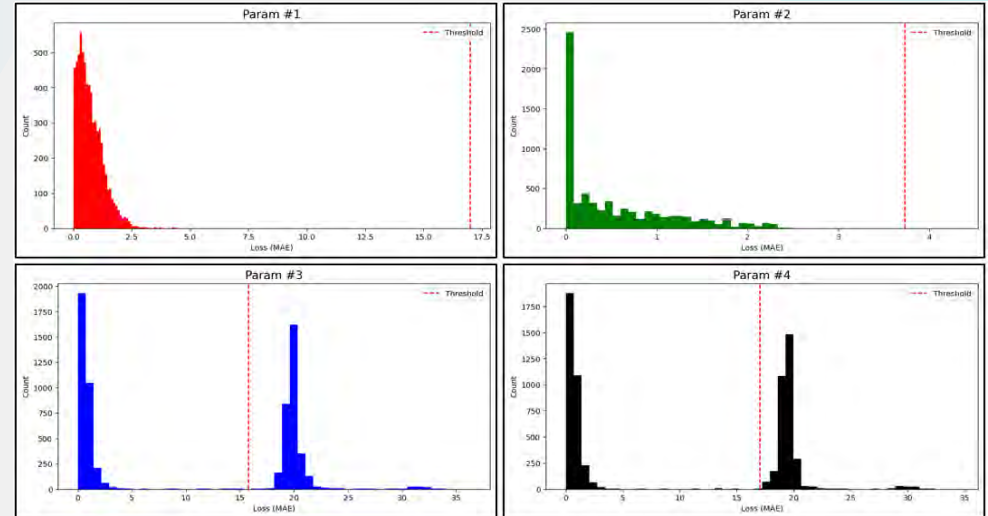 Param #1
Threshold
500
400
300
200
100
0
Count
0.0 2.5 5.0 7.5 10.0 12.5 15.0 17.5
Loss (MAE)
Param #2
Threshold
2500
2000
1500
1000
500
0
Count
0 1 2 3 4
Loss (MAE)
Param #3
Threshold
2000
1750
1500
1250
1000
750
500
250
0
Count
0 5 10 15 20 25 30 35
Loss (MAE)
Param #4
Threshold
1750
1500
1250
1000
750
500
250
0
Count
0 5 10 15 20 25 30 35
Loss (MAE)